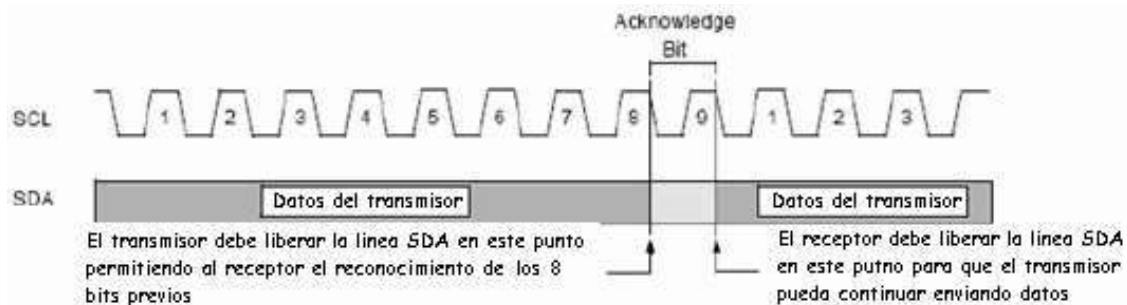 Acknowledge
Bit
SCL 1 2 3 4 5 6 7 8 9 1 2 3
SDA Datos del transmisor Datos del transmisor
El transmisor debe liberar la linea SDA en este punto
permitiendo al receptor el reconocimiento de los 8
bits previos
El receptor debe liberar la linea SDA
en este putno para que el transmisor
pueda continuar enviando datos